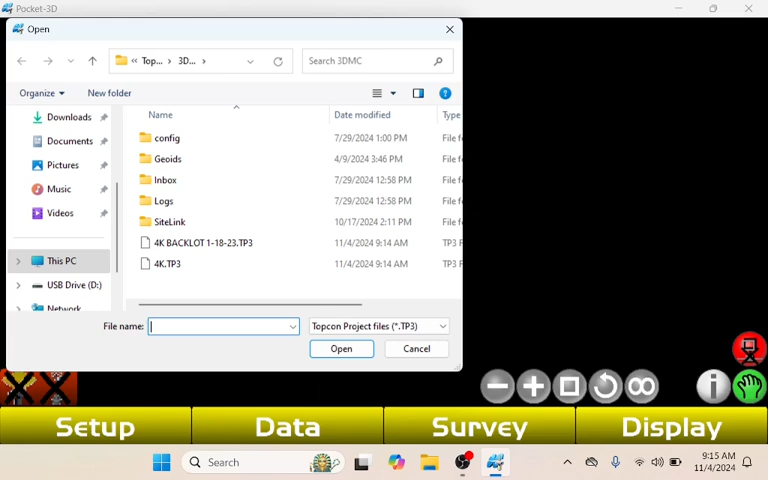 Pocket-3D
Open
« Top... > 3D... >
Search 3DMC
Organize
New folder
Name
Date modified
Type
Downloads
Documents
Pictures
Music
Videos
This PC
USB Drive (D:)
Network
config 7/29/2024 1:00 PM File f
Geoids 4/9/2024 3:46 PM File f
Inbox 7/29/2024 12:58 PM File f
Logs 7/29/2024 12:58 PM File f
SiteLink 10/17/2024 2:11 PM File f
4K BACKLOT 1-18-23.TP3 11/4/2024 9:14 AM TP3 F
4K.TP3 11/4/2024 9:14 AM TP3 F
File name:
Topcon Project files (*.TP3)
Open
Cancel
Setup
Data
Survey
Display
Search
9:15 AM
11/4/2024